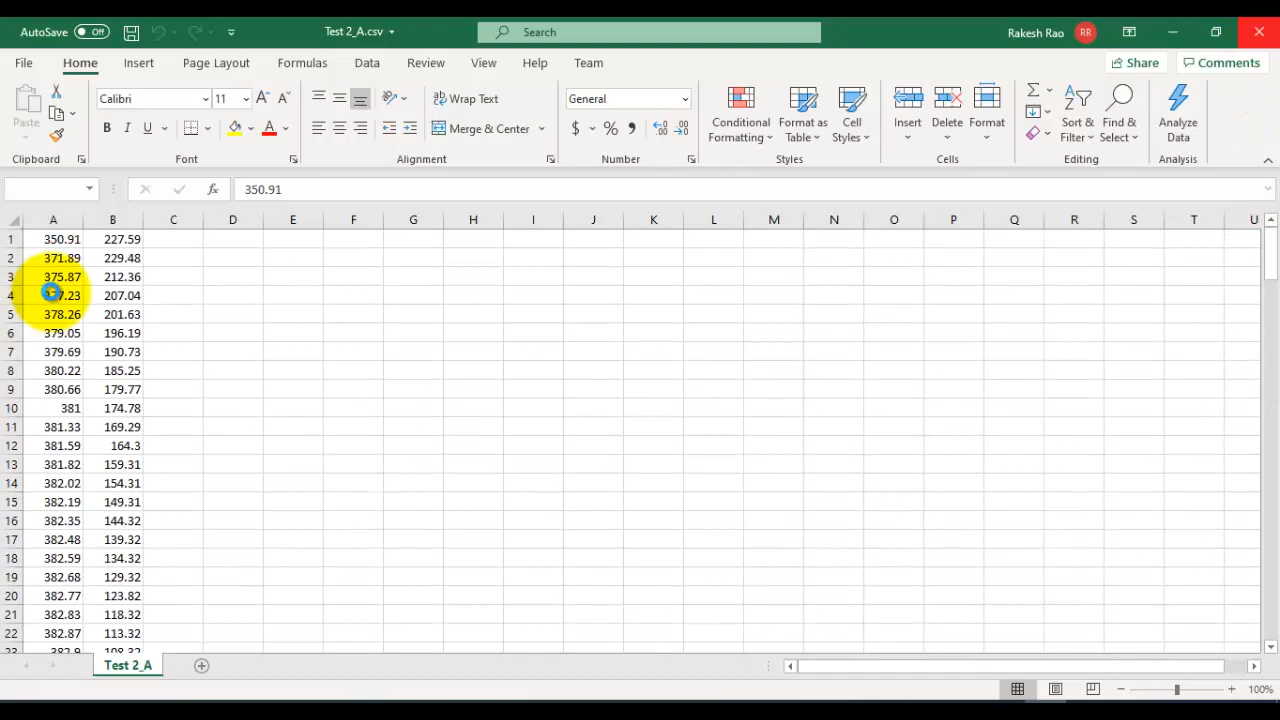 AutoSave Off Test 2_A.csv Search Rakesh Rao RR
File Home Insert Page Layout Formulas Data Review View Help Team Share Comments
Paste Calibri 11 Wrap Text General Conditional Formatting Format as Table Cell Styles Insert Delete Format Sort & Filter Find & Select Analyze Data
B I U A Merge & Center $ % 9
Clipboard Font Alignment Number Styles Cells Editing Analysis
fx 350.91
A B C D E F G H I J K L M N O P Q R S T U
1 350.91 227.59
2 371.89 229.48
3 375.87 212.36
4 7.23 207.04
5 378.26 201.63
6 379.05 196.19
7 379.69 190.73
8 380.22 185.25
9 380.66 179.77
10 381 174.78
11 381.33 169.29
12 381.59 164.3
13 381.82 159.31
14 382.02 154.31
15 382.19 149.31
16 382.35 144.32
17 382.48 139.32
18 382.59 134.32
19 382.68 129.32
20 382.77 123.82
21 382.83 118.32
22 382.87 113.32
23 382.9 108.32
Test 2_A
100%